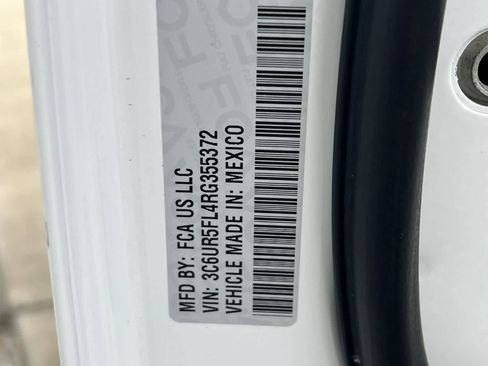 MFD BY: FCA US LLC
VIN: 3C6UR5FL4RG355372
VEHICLE MADE IN: MEXICO